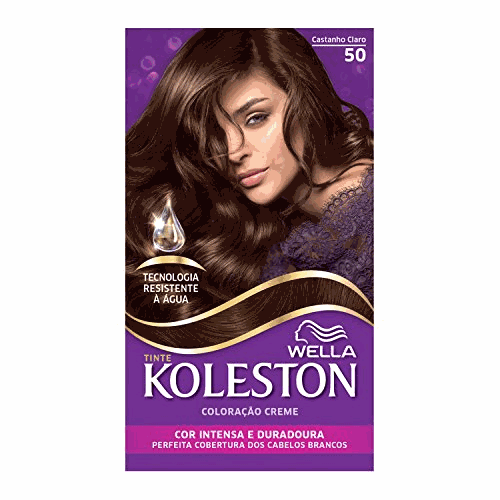 Castanho Claro
50
TECNOLOGIA
RESISTENTE
À ÁGUA
WELLA
TINTE
KOLESTON
COLORAÇÃO CREME
COR INTENSA E DURADOURA
PERFEITA COBERTURA DOS CABELOS BRANCOS